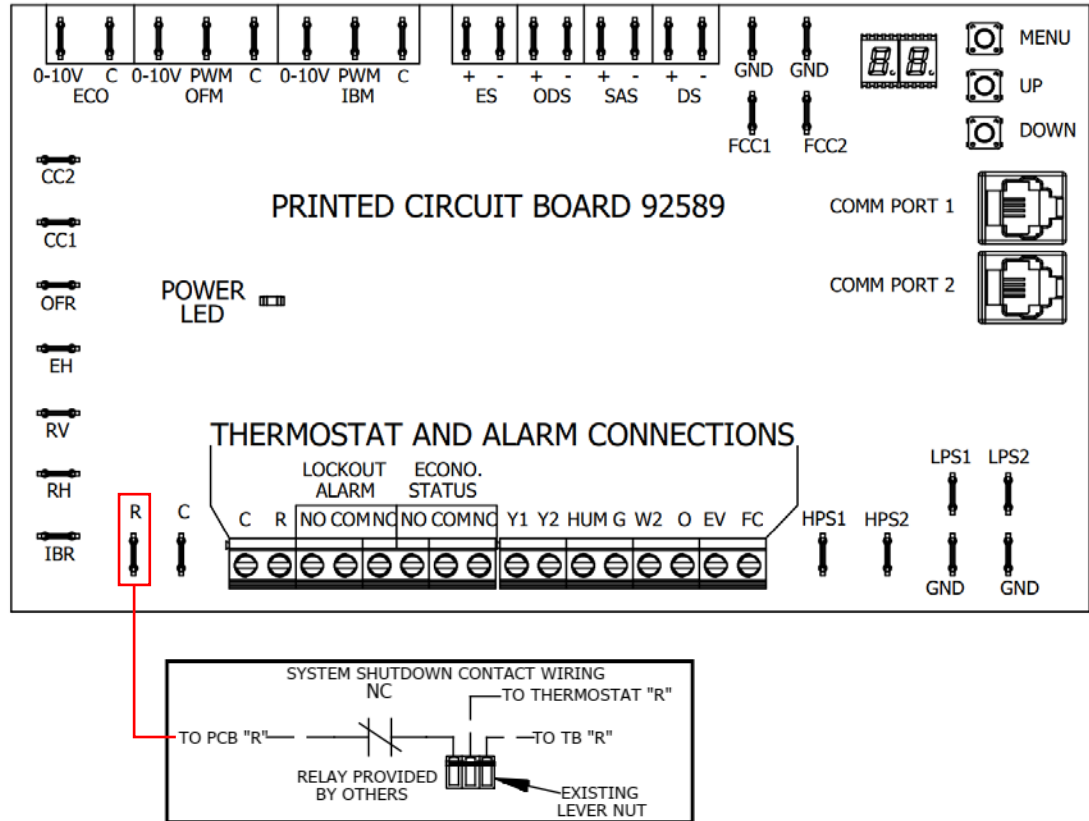 0-10V C 0-10V PWM C 0-10V PWM C + - + - + - + -
ECO OFM IBM ES ODS SAS DS
GND GND
FCC1 FCC2
8. 8.
MENU
UP
DOWN
CC2
CC1
OFR
EH
RV
RH
IBR
PRINTED CIRCUIT BOARD 92589
COMM PORT 1
COMM PORT 2
POWER
LED
THERMOSTAT AND ALARM CONNECTIONS
LOCKOUT
ALARM
ECONO.
STATUS
R C
C R NO COM NC NO COM NC Y1 Y2 HUM G W2 O EV FC
HPS1 HPS2
LPS1 LPS2
GND GND
SYSTEM SHUTDOWN CONTACT WIRING
NC
TO THERMOSTAT "R"
TO PCB "R"
TO TB "R"
RELAY PROVIDED
BY OTHERS
EXISTING
LEVER NUT